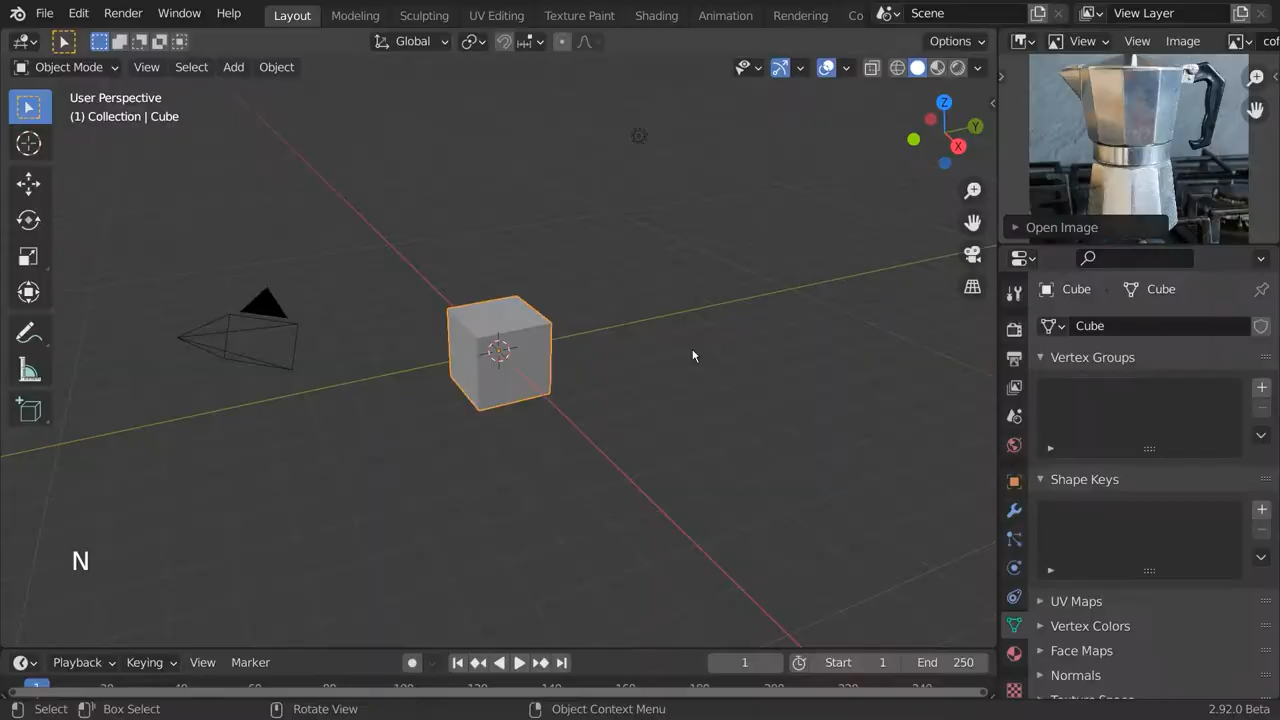 File Edit Render Window Help Layout Modeling Sculpting UV Editing Texture Paint Shading Animation Rendering Co Scene View Layer
Global Options View View Image cof
Object Mode View Select Add Object
User Perspective
(1) Collection | Cube
Z
Y
X
Open Image
Cube Cube
Cube
Vertex Groups
Shape Keys
N
UV Maps
Vertex Colors
Face Maps
Normals
Playback Keying View Marker 1 Start 1 End 250
1
Select Box Select Rotate View Object Context Menu 2.92.0 Beta